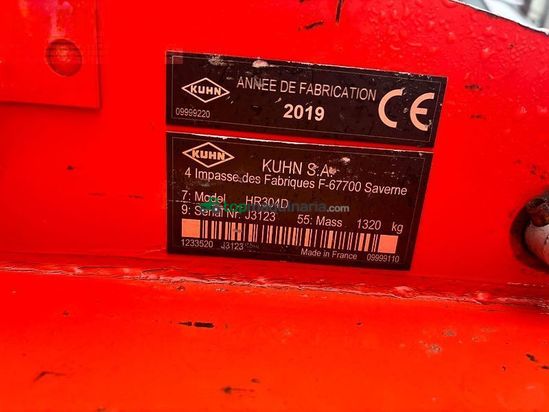 KUHN
ANNEE DE FABRICATION
2019
CE
09999220
KUHN
KUHN S.A.
4 Impasse des Fabriques F-67700 Saverne
7: Model HR304D
9: Serial Nr. J3123 55: Mass 1320 kg
1233520 J3123
Made in France 09999110